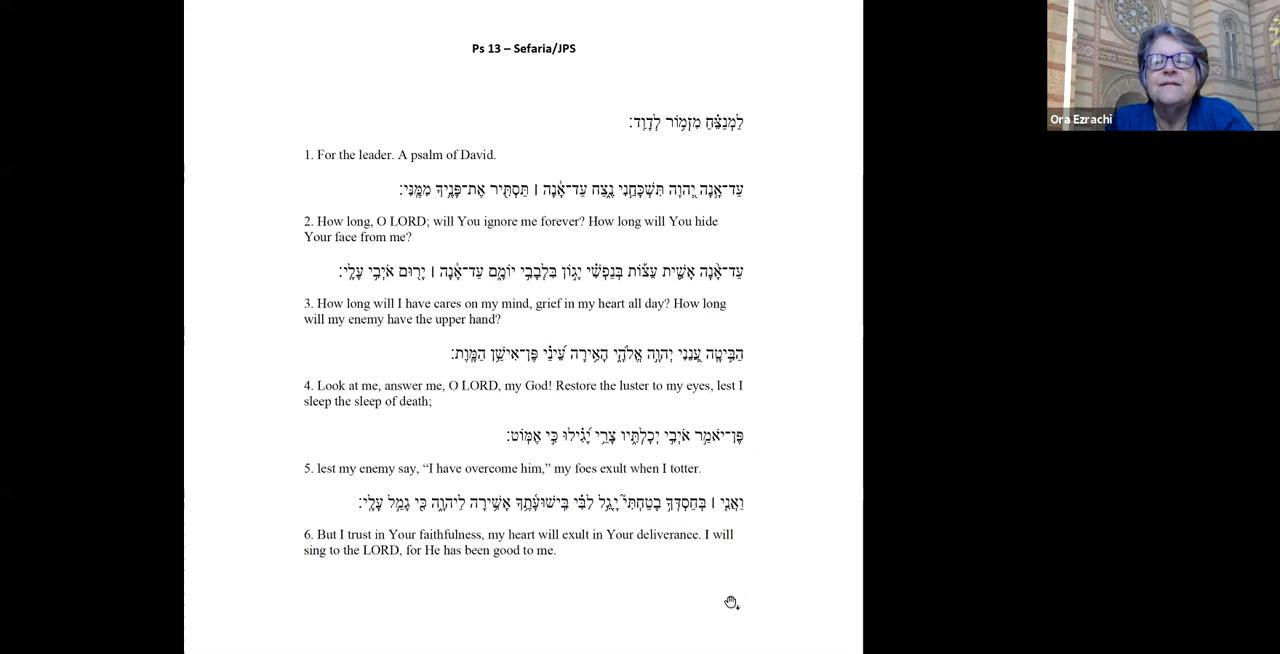 Ps 13 – Sefaria/JPS
לַמְנַצֵּ֗חַ מִזְמ֥וֹר לְדָוִֽד׃
1. For the leader. A psalm of David.
עַד־אָ֣נָה יְ֭הוָה תִּשְׁכָּחֵ֣נִי נֶ֑צַח עַד־אָ֓נָה ׀ תַּסְתִּ֖יר אֶת־פָּנֶ֣יךָ מִמֶּֽנִּי׃
2. How long, O LORD; will You ignore me forever? How long will You hide
Your face from me?
עַד־אָ֨נָה אָשִׁ֪ית עֵצ֡וֹת בְּנַפְשִׁ֗י יָג֣וֹן בִּלְבָבִ֣י יוֹמָ֑ם עַד־אָ֓נָה ׀ יָר֖וּם אֹיְבִ֣י עָלָֽי׃
3. How long will I have cares on my mind, grief in my heart all day? How long
will my enemy have the upper hand?
הַבִּ֣יטָֽה עֲ֭נֵנִי יְהוָ֣ה אֱלֹהָ֑י הָאִ֥ירָה עֵ֝ינַ֗י פֶּן־אִישַׁ֥ן הַמָּֽוֶת׃
4. Look at me, answer me, O LORD, my God! Restore the luster to my eyes, lest I
sleep the sleep of death;
פֶּן־יֹאמַ֣ר אֹיְבִ֣י יְכָלְתִּ֑יו צָרַ֥י יָ֝גִ֗ילוּ כִּ֣י אֶמּֽוֹט׃
5. lest my enemy say, “I have overcome him,” my foes exult when I totter.
וַאֲנִ֤י ׀ בְּחַסְדְּךָ֣ בָטַחְתִּי֮ יָ֤גֵ֥ל לִבִּ֗י בִּֽישׁוּעָ֫תֶ֥ךָ אָשִׁ֥ירָה לַיהוָ֑ה כִּ֖י גָמַ֣ל עָלָֽי׃
6. But I trust in Your faithfulness, my heart will exult in Your deliverance. I will
sing to the LORD, for He has been good to me.
Ora Ezrachi